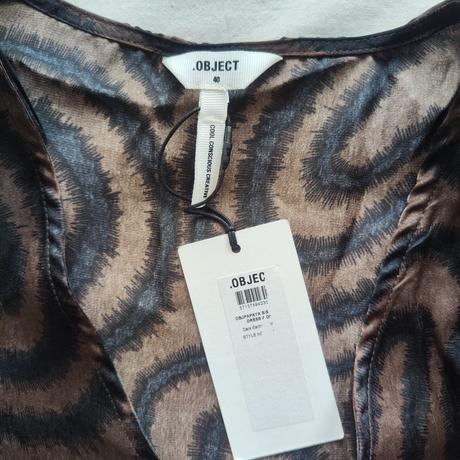 .OBJECT
40
COOL CONSCIOUS CREATIVE
.OBJEC
OBJPAPAYA S/S
DRESS
Dark Earth
STYLE NO